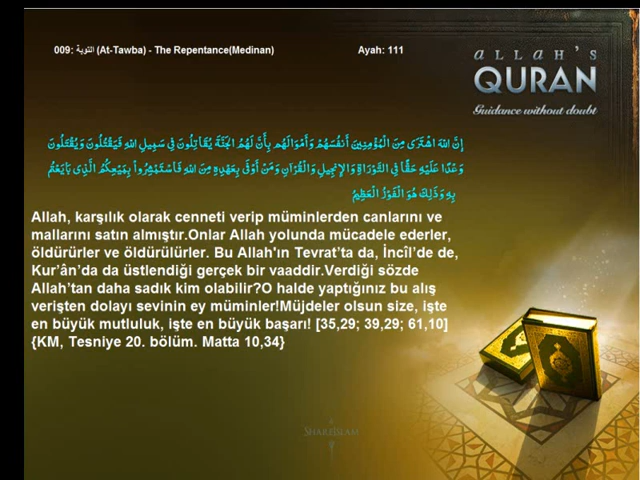 009: التوبة (At-Tawba) - The Repentance(Medinan) Ayah: 111
ALLAH'S
QURAN
Guidance without doubt
إِنَّ اللّهَ اشْتَرَى مِنَ الْمُؤْمِنِينَ أَنفُسَهُمْ وَأَمْوَالَهُم بِأَنَّ لَهُمُ الجَنَّةَ يُقَاتِلُونَ فِي سَبِيلِ اللّهِ فَيَقْتُلُونَ وَيُقْتَلُونَ
وَعْدًا عَلَيْهِ حَقًّا فِي التَّوْرَاةِ وَالإِنجِيلِ وَالْقُرْآنِ وَمَنْ أَوْفَى بِعَهْدِهِ مِنَ اللّهِ فَاسْتَبْشِرُواْ بِبَيْعِكُمُ الَّذِي بَايَعْتُم
بِهِ وَذَلِكَ هُوَ الْفَوْزُ الْعَظِيمُ
Allah, karşılık olarak cenneti verip müminlerden canlarını ve
mallarını satın almıştır.Onlar Allah yolunda mücadele ederler,
öldürürler ve öldürülürler. Bu Allah'ın Tevrat’ta da, İncîl’de de,
Kur’ân’da da üstlendiği gerçek bir vaaddir.Verdiği sözde
Allah’tan daha sadık kim olabilir?O halde yaptığınız bu alış
verişten dolayı sevinin ey müminler!Müjdeler olsun size, işte
en büyük mutluluk, işte en büyük başarı! [35,29; 39,29; 61,10]
{KM, Tesniye 20. bölüm. Matta 10,34}
SHAREISLAM